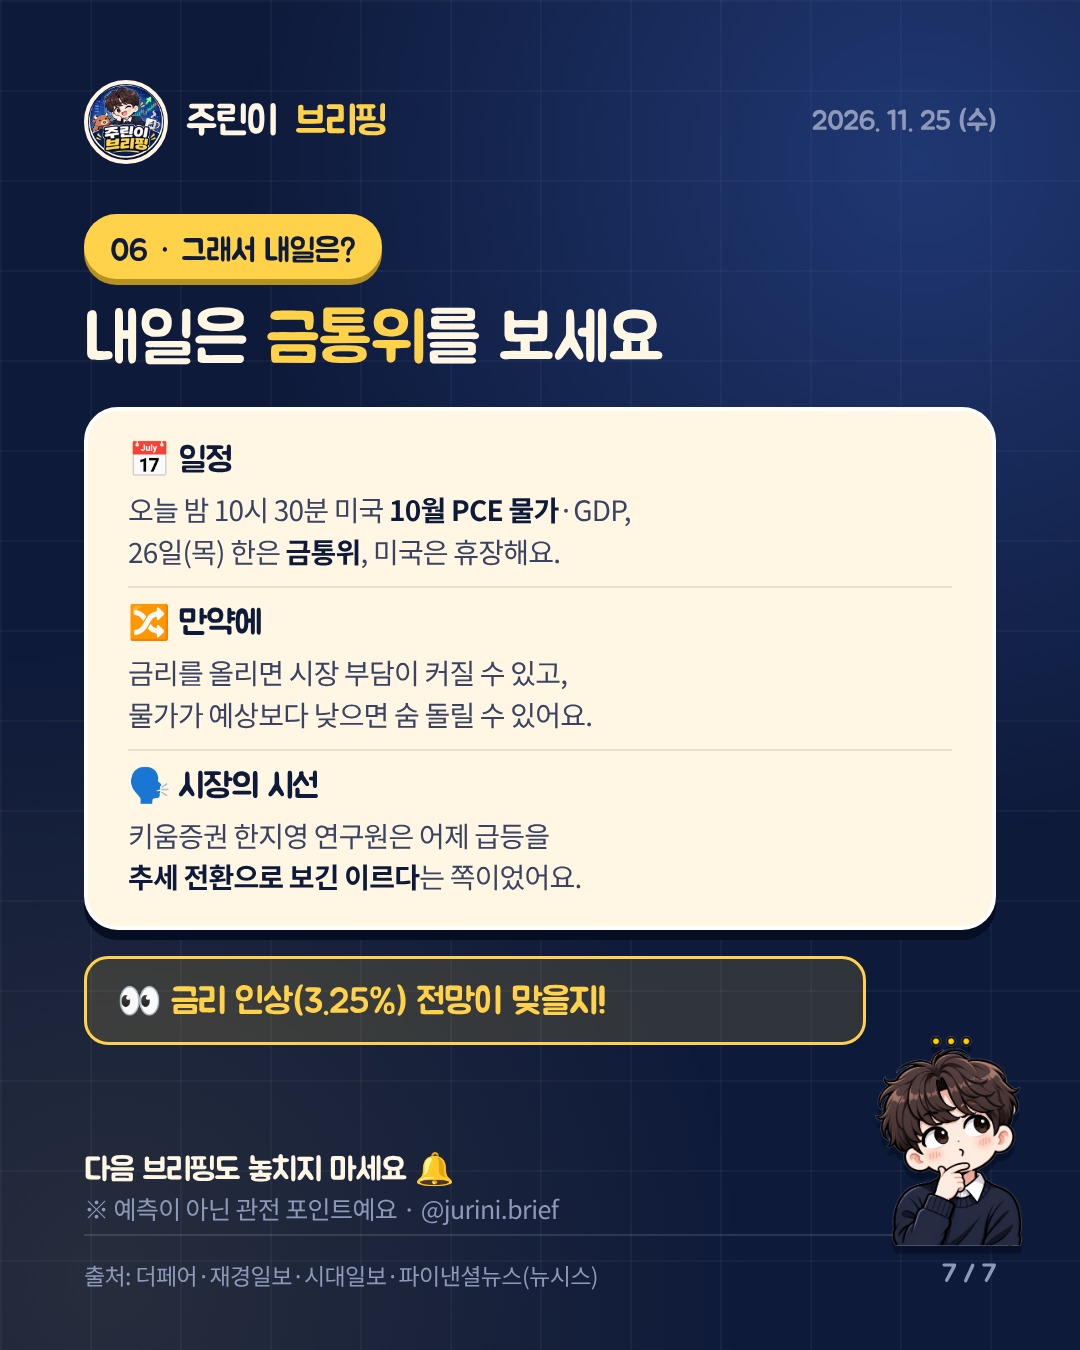 주린이 브리핑
주린이 브리핑
2026. 11. 25 (수)
06 · 그래서 내일은?
내일은 금통위를 보세요
📅 일정
오늘 밤 10시 30분 미국 10월 PCE 물가·GDP,
26일(목) 한은 금통위, 미국은 휴장해요.
🔀 만약에
금리를 올리면 시장 부담이 커질 수 있고,
물가가 예상보다 낮으면 숨 돌릴 수 있어요.
🗣️ 시장의 시선
키움증권 한지영 연구원은 어제 급등을
추세 전환으로 보긴 이르다는 쪽이었어요.
👀 금리 인상(3.25%) 전망이 맞을지!
다음 브리핑도 놓치지 마세요 🔔
※ 예측이 아닌 관전 포인트예요 · @jurini.brief
출처: 더페어·재경일보·시대일보·파이낸셜뉴스(뉴시스)
7 / 7